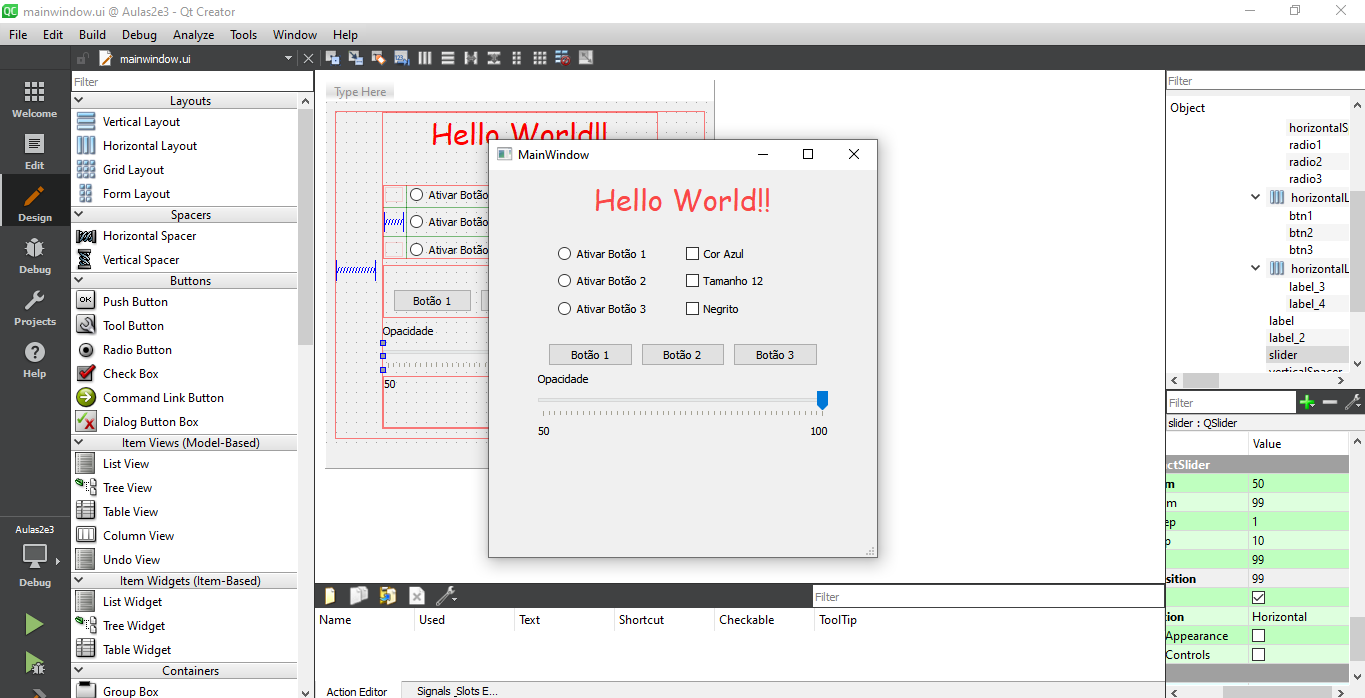 mainwindow.ui @ Aulas2e3 - Qt Creator
File Edit Build Debug Analyze Tools Window Help
mainwindow.ui
Welcome
Edit
Design
Debug
Projects
Help
Aulas2e3
Debug
Filter
Layouts
Vertical Layout
Horizontal Layout
Grid Layout
Form Layout
Spacers
Horizontal Spacer
Vertical Spacer
Buttons
OK Push Button
Tool Button
Radio Button
Check Box
Command Link Button
Dialog Button Box
Item Views (Model-Based)
List View
Tree View
Table View
Column View
Undo View
Item Widgets (Item-Based)
List Widget
Tree Widget
Table Widget
Containers
Group Box
Type Here
Hello World!!
Ativar Botão
Ativar Botão
Ativar Botão
Botão 1
Opacidade
50
MainWindow
Hello World!!
Ativar Botão 1 Cor Azul
Ativar Botão 2 Tamanho 12
Ativar Botão 3 Negrito
Botão 1 Botão 2 Botão 3
Opacidade
50 100
Filter
Name Used Text Shortcut Checkable ToolTip
Action Editor Signals _Slots E...
Filter
Object
horizontalS
radio1
radio2
radio3
horizontalL
btn1
btn2
btn3
horizontalL
label_3
label_4
label
label_2
slider
verticalSpacer
Filter
slider : QSlider
Value
ctSlider
m 50
m 99
ep 1
p 10
99
sition 99
ion Horizontal
Appearance
Controls